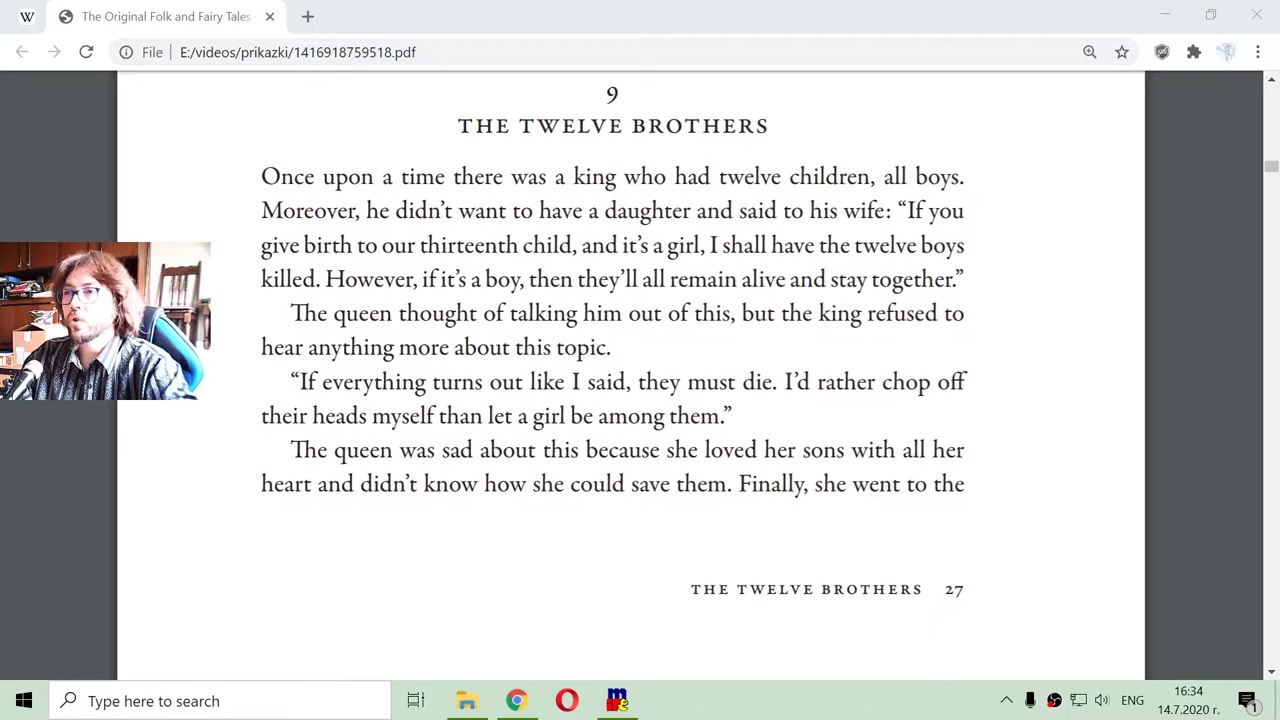 The Original Folk and Fairy Tales
File E:/videos/prikazki/1416918759518.pdf
9
THE TWELVE BROTHERS
Once upon a time there was a king who had twelve children, all boys.
Moreover, he didn’t want to have a daughter and said to his wife: “If you
give birth to our thirteenth child, and it’s a girl, I shall have the twelve boys
killed. However, if it’s a boy, then they’ll all remain alive and stay together.”
The queen thought of talking him out of this, but the king refused to
hear anything more about this topic.
“If everything turns out like I said, they must die. I’d rather chop off
their heads myself than let a girl be among them.”
The queen was sad about this because she loved her sons with all her
heart and didn’t know how she could save them. Finally, she went to the
THE TWELVE BROTHERS 27
Type here to search
ЕНГ
16:34
14.7.2020 г.
1